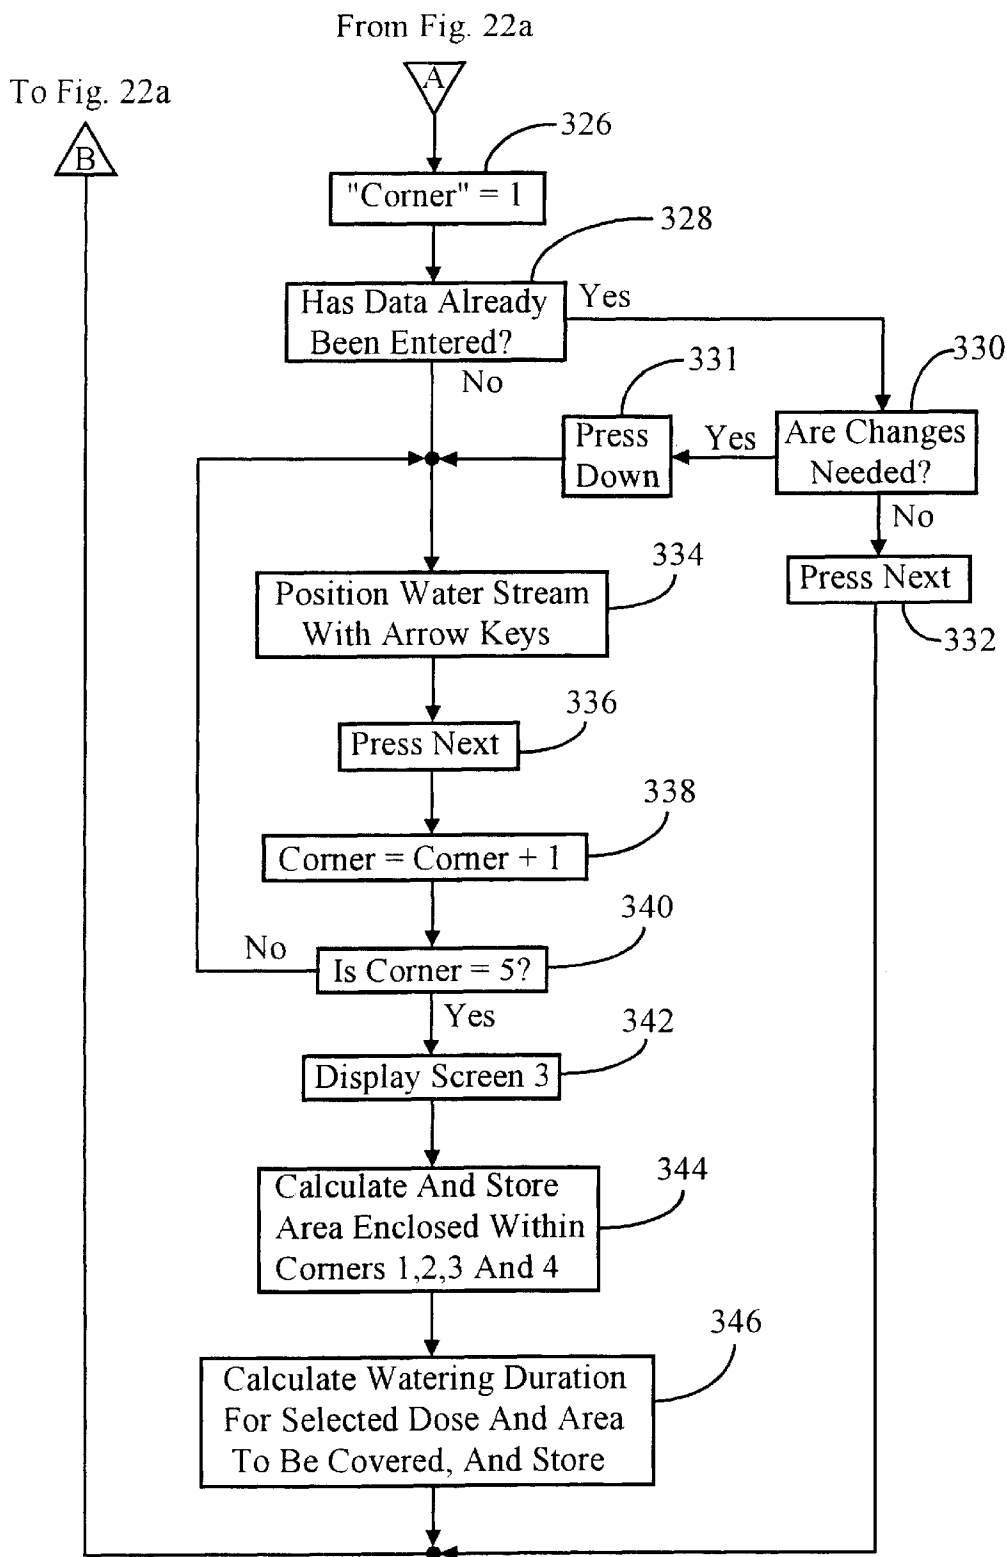 From Fig. 22a
A
To Fig. 22a
B
326
"Corner" = 1
328
Has Data Already
Been Entered?
Yes
No
330
Are Changes
Needed?
Yes
331
Press
Down
No
Press Next
332
334
Position Water Stream
With Arrow Keys
336
Press Next
338
Corner = Corner + 1
340
Is Corner = 5?
No
Yes
342
Display Screen 3
344
Calculate And Store
Area Enclosed Within
Corners 1,2,3 And 4
346
Calculate Watering Duration
For Selected Dose And Area
To Be Covered, And Store